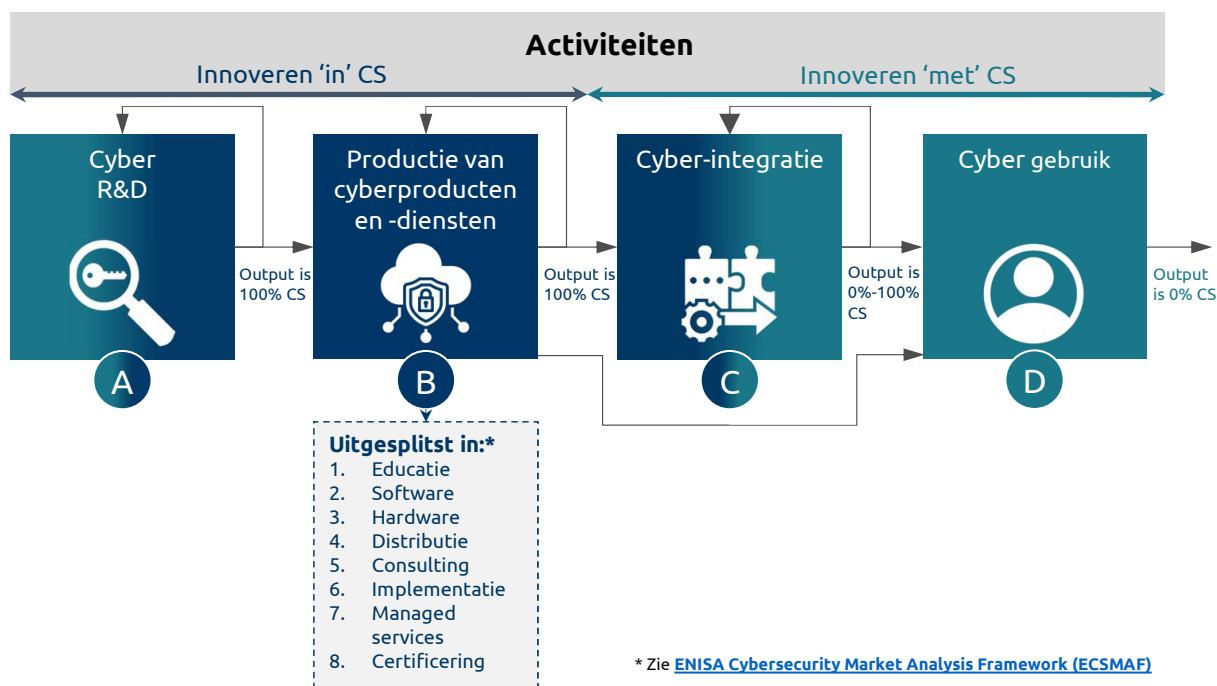 Activiteiten
Innoveren ‘in’ CS
Innoveren ‘met’ CS
Cyber
R&D
Output is
100% CS
A
Productie van
cyberproducten
en -diensten
Output is
100% CS
B
Cyber-integratie
Output is
0%-100%
CS
C
Cyber gebruik
Output
is 0% CS
D
Uitgesplitst in:*
1. Educatie
2. Software
3. Hardware
4. Distributie
5. Consulting
6. Implementatie
7. Managed
services
8. Certificering
* Zie ENISA Cybersecurity Market Analysis Framework (ECSMAF)